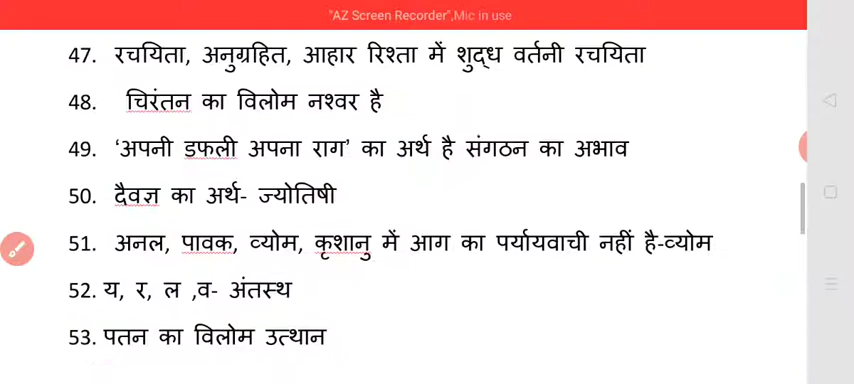 "AZ Screen Recorder",Mic in use
47. रचयिता, अनुग्रहित, आहार रिश्ता में शुद्ध वर्तनी रचयिता
48. चिरंतन का विलोम नश्वर है
49. ‘अपनी डफली अपना राग’ का अर्थ है संगठन का अभाव
50. दैवज्ञ का अर्थ- ज्योतिषी
51. अनल, पावक, व्योम, कृशानु में आग का पर्यायवाची नहीं है-व्योम
52. य, र, ल ,व- अंतस्थ
53. पतन का विलोम उत्थान